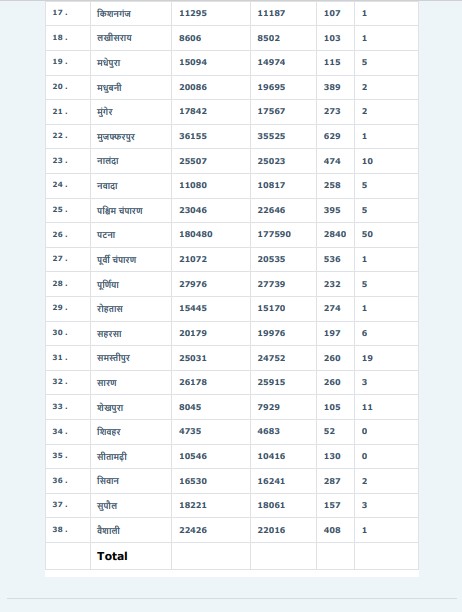 17 . किशनगंज 11295 11187 107 1
18 . लखीसराय 8606 8502 103 1
19 . मधेपुरा 15094 14974 115 5
20 . मधुबनी 20086 19695 389 2
21 . मुंगेर 17842 17567 273 2
22 . मुजफ्फरपुर 36155 35525 629 1
23 . नालंदा 25507 25023 474 10
24 . नवादा 11080 10817 258 5
25 . पश्चिम चंपारण 23046 22646 395 5
26 . पटना 180480 177590 2840 50
27 . पूर्वी चंपारण 21072 20535 536 1
28 . पूर्णिया 27976 27739 232 5
29 . रोहतास 15445 15170 274 1
30 . सहरसा 20179 19976 197 6
31 . समस्तीपुर 25031 24752 260 19
32 . सारण 26178 25915 260 3
33 . शेखपुरा 8045 7929 105 11
34 . शिवहर 4735 4683 52 0
35 . सीतामढ़ी 10546 10416 130 0
36 . सिवान 16530 16241 287 2
37 . सुपौल 18221 18061 157 3
38 . वैशाली 22426 22016 408 1
Total